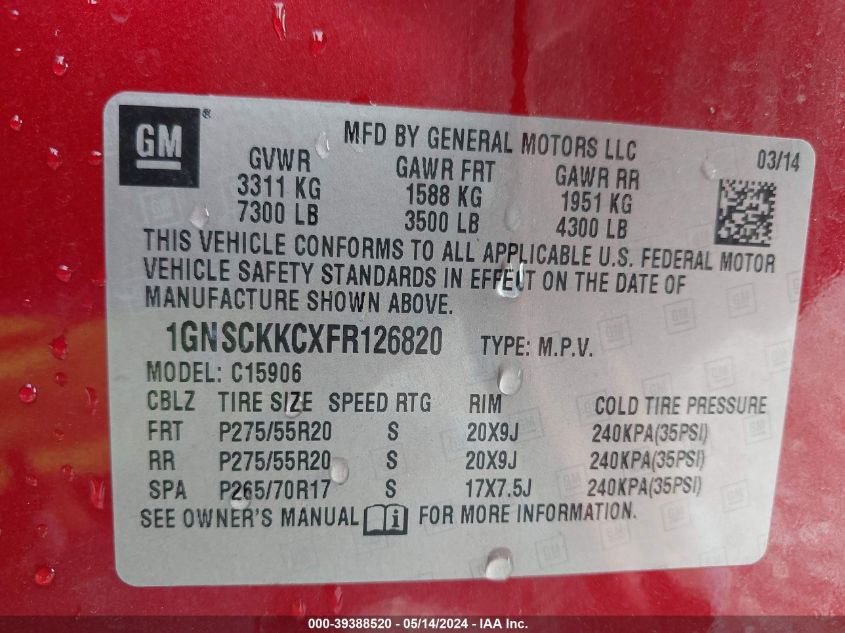 GM®
MFD BY GENERAL MOTORS LLC
03/14
GVWR GAWR FRT GAWR RR
3311 KG 1588 KG 1951 KG
7300 LB 3500 LB 4300 LB
THIS VEHICLE CONFORMS TO ALL APPLICABLE U.S. FEDERAL MOTOR
VEHICLE SAFETY STANDARDS IN EFFECT ON THE DATE OF
MANUFACTURE SHOWN ABOVE.
1GNSCKKCXFR126820 TYPE: M.P.V.
MODEL: C15906
CBLZ TIRE SIZE SPEED RTG RIM COLD TIRE PRESSURE
FRT P275/55R20 S 20X9J 240KPA(35PSI)
RR P275/55R20 S 20X9J 240KPA(35PSI)
SPA P265/70R17 S 17X7.5J 240KPA(35PSI)
SEE OWNER'S MANUAL i FOR MORE INFORMATION.
000-39388520 - 05/14/2024 - IAA Inc.